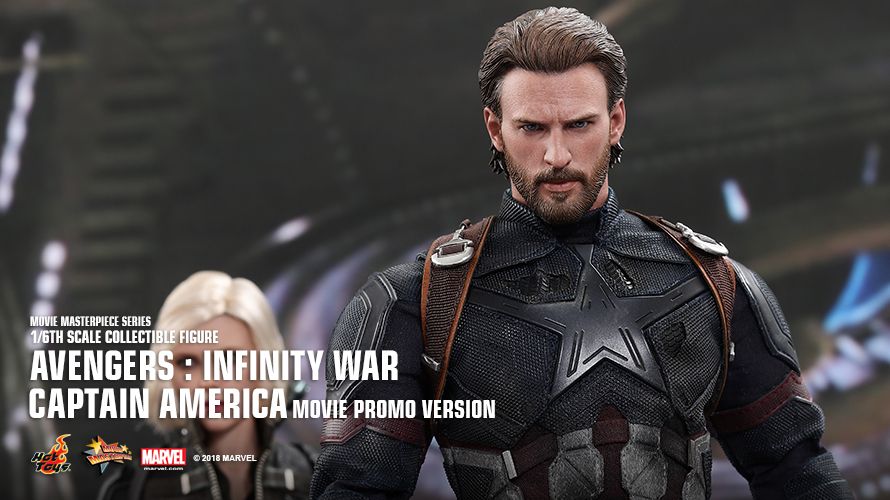 MOVIE MASTERPIECE SERIES
1/6TH SCALE COLLECTIBLE FIGURE
AVENGERS : INFINITY WAR
CAPTAIN AMERICA MOVIE PROMO VERSION
Hot Toys
MARVEL
marvel.com
© 2018 MARVEL